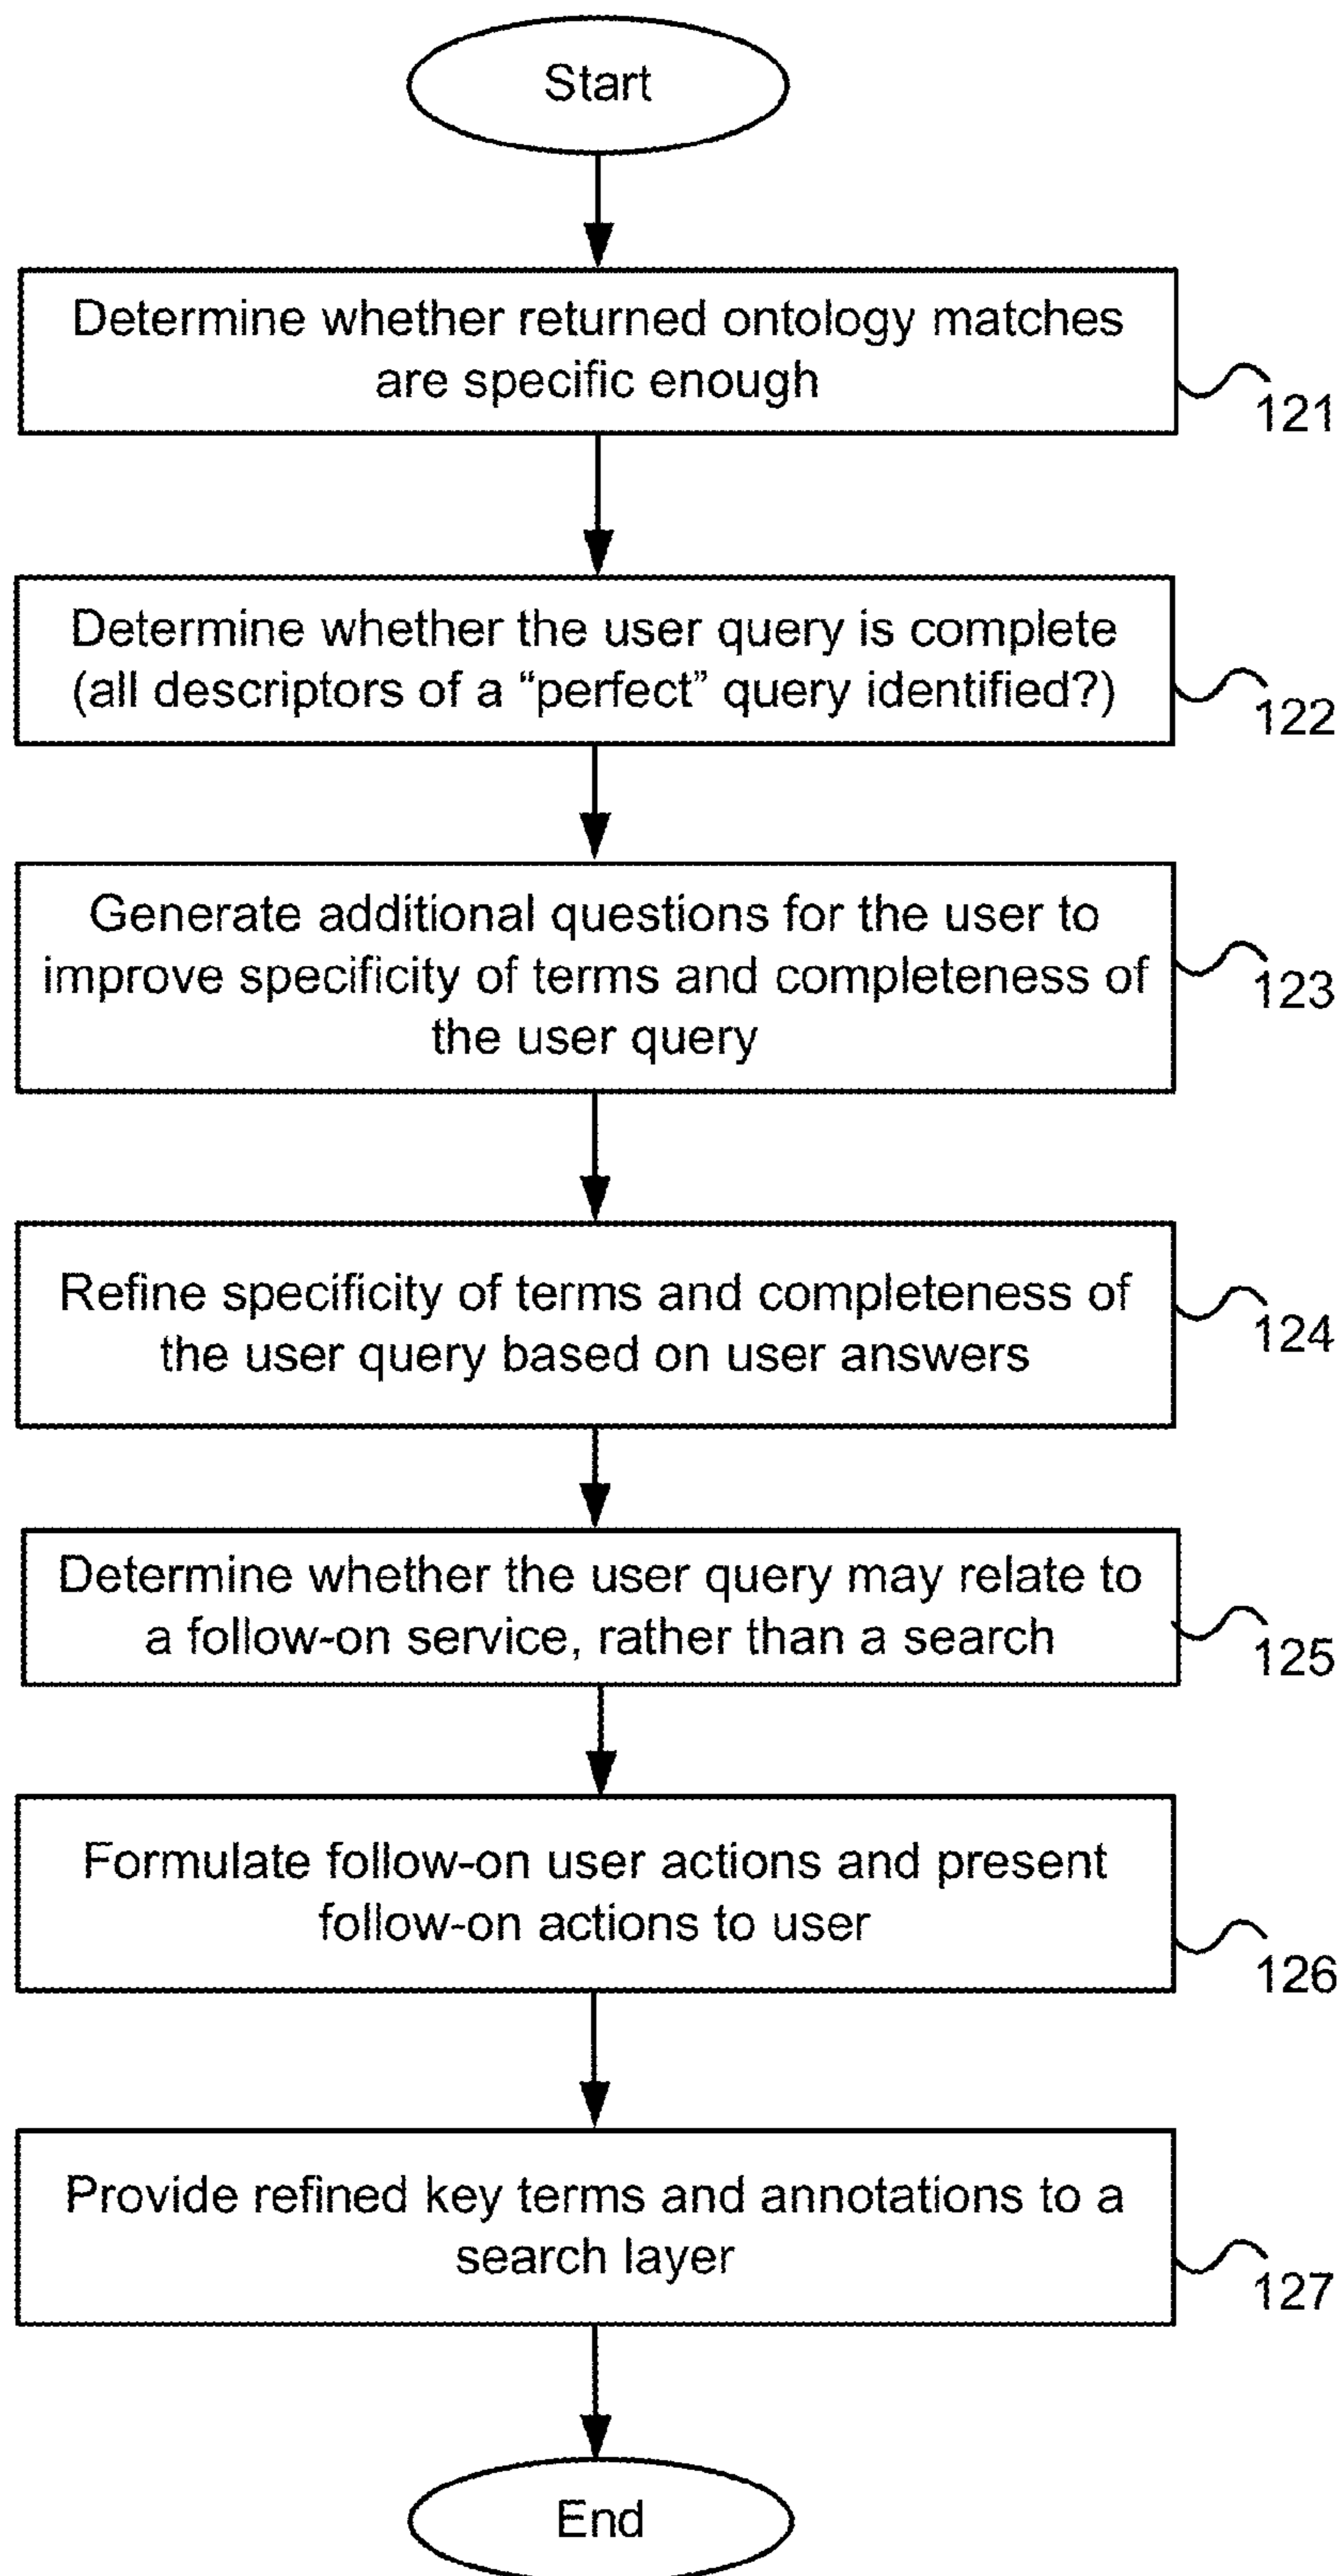 Start
Determine whether returned ontology matches
are specific enough
121
Determine whether the user query is complete
(all descriptors of a “perfect” query identified?)
122
Generate additional questions for the user to
improve specificity of terms and completeness of
the user query
123
Refine specificity of terms and completeness of
the user query based on user answers
124
Determine whether the user query may relate to
a follow-on service, rather than a search
125
Formulate follow-on user actions and present
follow-on actions to user
126
Provide refined key terms and annotations to a
search layer
127
End